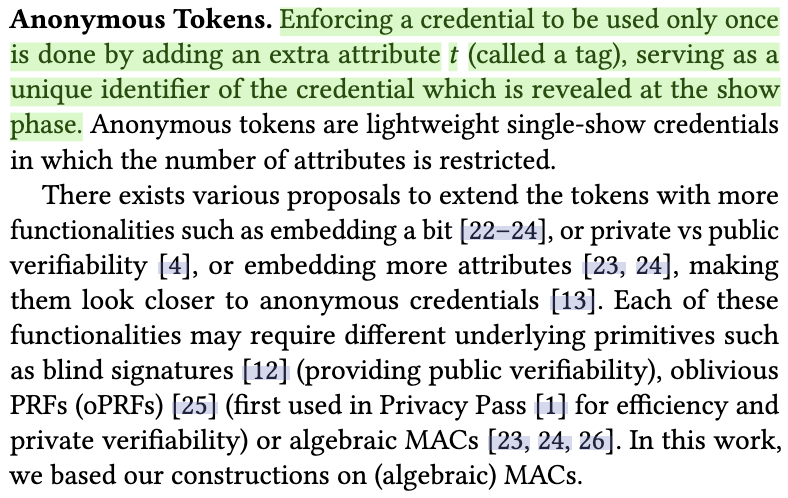 Anonymous Tokens. Enforcing a credential to be used only once
is done by adding an extra attribute t (called a tag), serving as a
unique identifier of the credential which is revealed at the show
phase. Anonymous tokens are lightweight single-show credentials
in which the number of attributes is restricted.
There exists various proposals to extend the tokens with more
functionalities such as embedding a bit [22–24], or private vs public
verifiability [4], or embedding more attributes [23, 24], making
them look closer to anonymous credentials [13]. Each of these
functionalities may require different underlying primitives such
as blind signatures [12] (providing public verifiability), oblivious
PRFs (oPRFs) [25] (first used in Privacy Pass [1] for efficiency and
private verifiability) or algebraic MACs [23, 24, 26]. In this work,
we based our constructions on (algebraic) MACs.